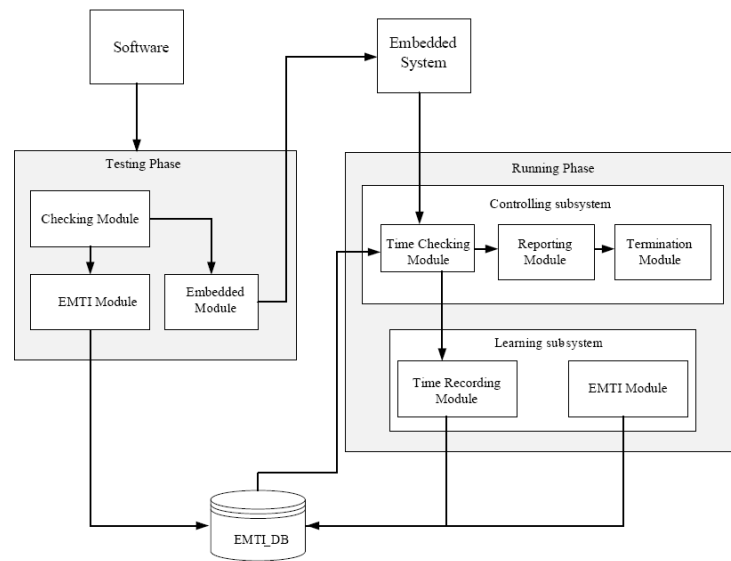 Software
Embedded
System
Testing Phase
Checking Module
EMTI Module
Embedded
Module
Running Phase
Controlling subsystem
Time Checking
Module
Reporting
Module
Termination
Module
Learning subsystem
Time Recording
Module
EMTI Module
EMTI_DB